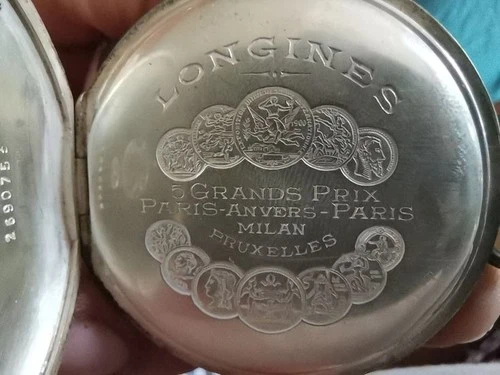 LONGINES
5 GRANDS PRIX
PARIS-ANVERS-PARIS
MILAN
BRUXELLES